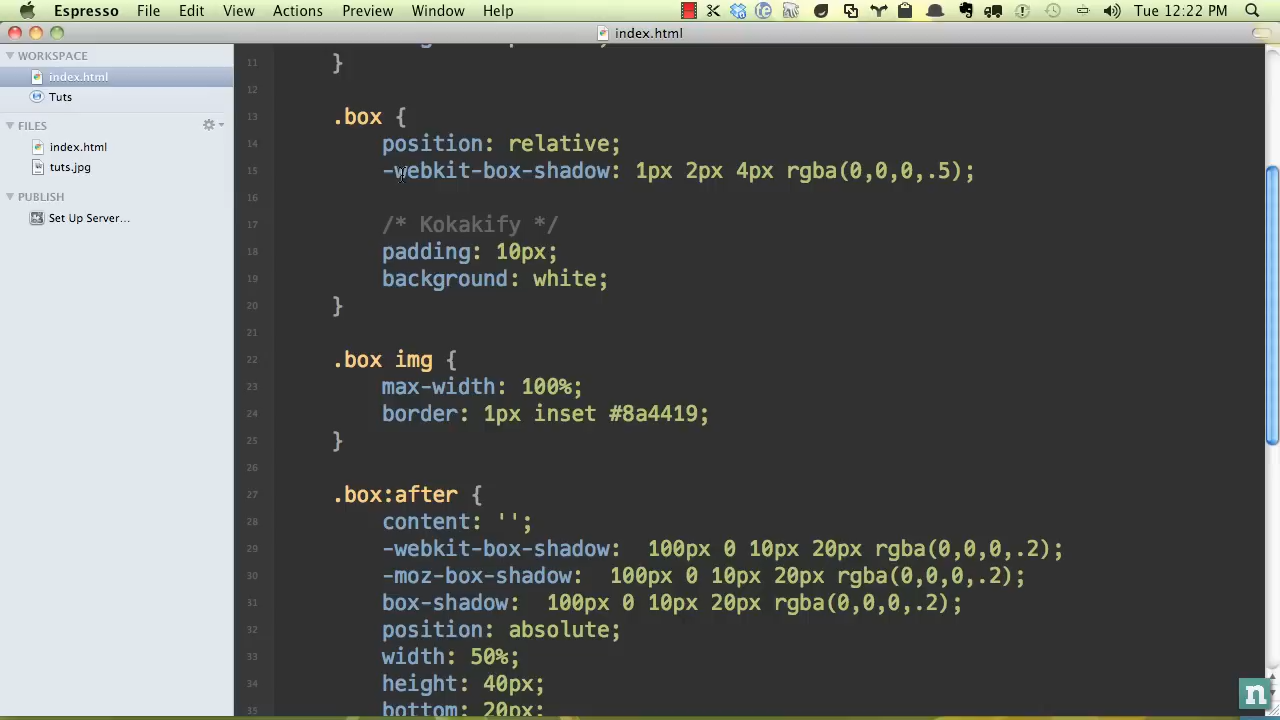 Espresso File Edit View Actions Preview Window Help Tue 12:22 PM
index.html
WORKSPACE
index.html
Tuts
FILES
index.html
tuts.jpg
PUBLISH
Set Up Server...
11 }
12
13 .box {
14 position: relative;
15 -webkit-box-shadow: 1px 2px 4px rgba(0,0,0,.5);
16
17 /* Kokakify */
18 padding: 10px;
19 background: white;
20 }
21
22 .box img {
23 max-width: 100%;
24 border: 1px inset #8a4419;
25 }
26
27 .box:after {
28 content: '';
29 -webkit-box-shadow:  100px 0 10px 20px rgba(0,0,0,.2);
30 -moz-box-shadow:  100px 0 10px 20px rgba(0,0,0,.2);
31 box-shadow:  100px 0 10px 20px rgba(0,0,0,.2);
32 position: absolute;
33 width: 50%;
34 height: 40px;
35 bottom: 20px;
n